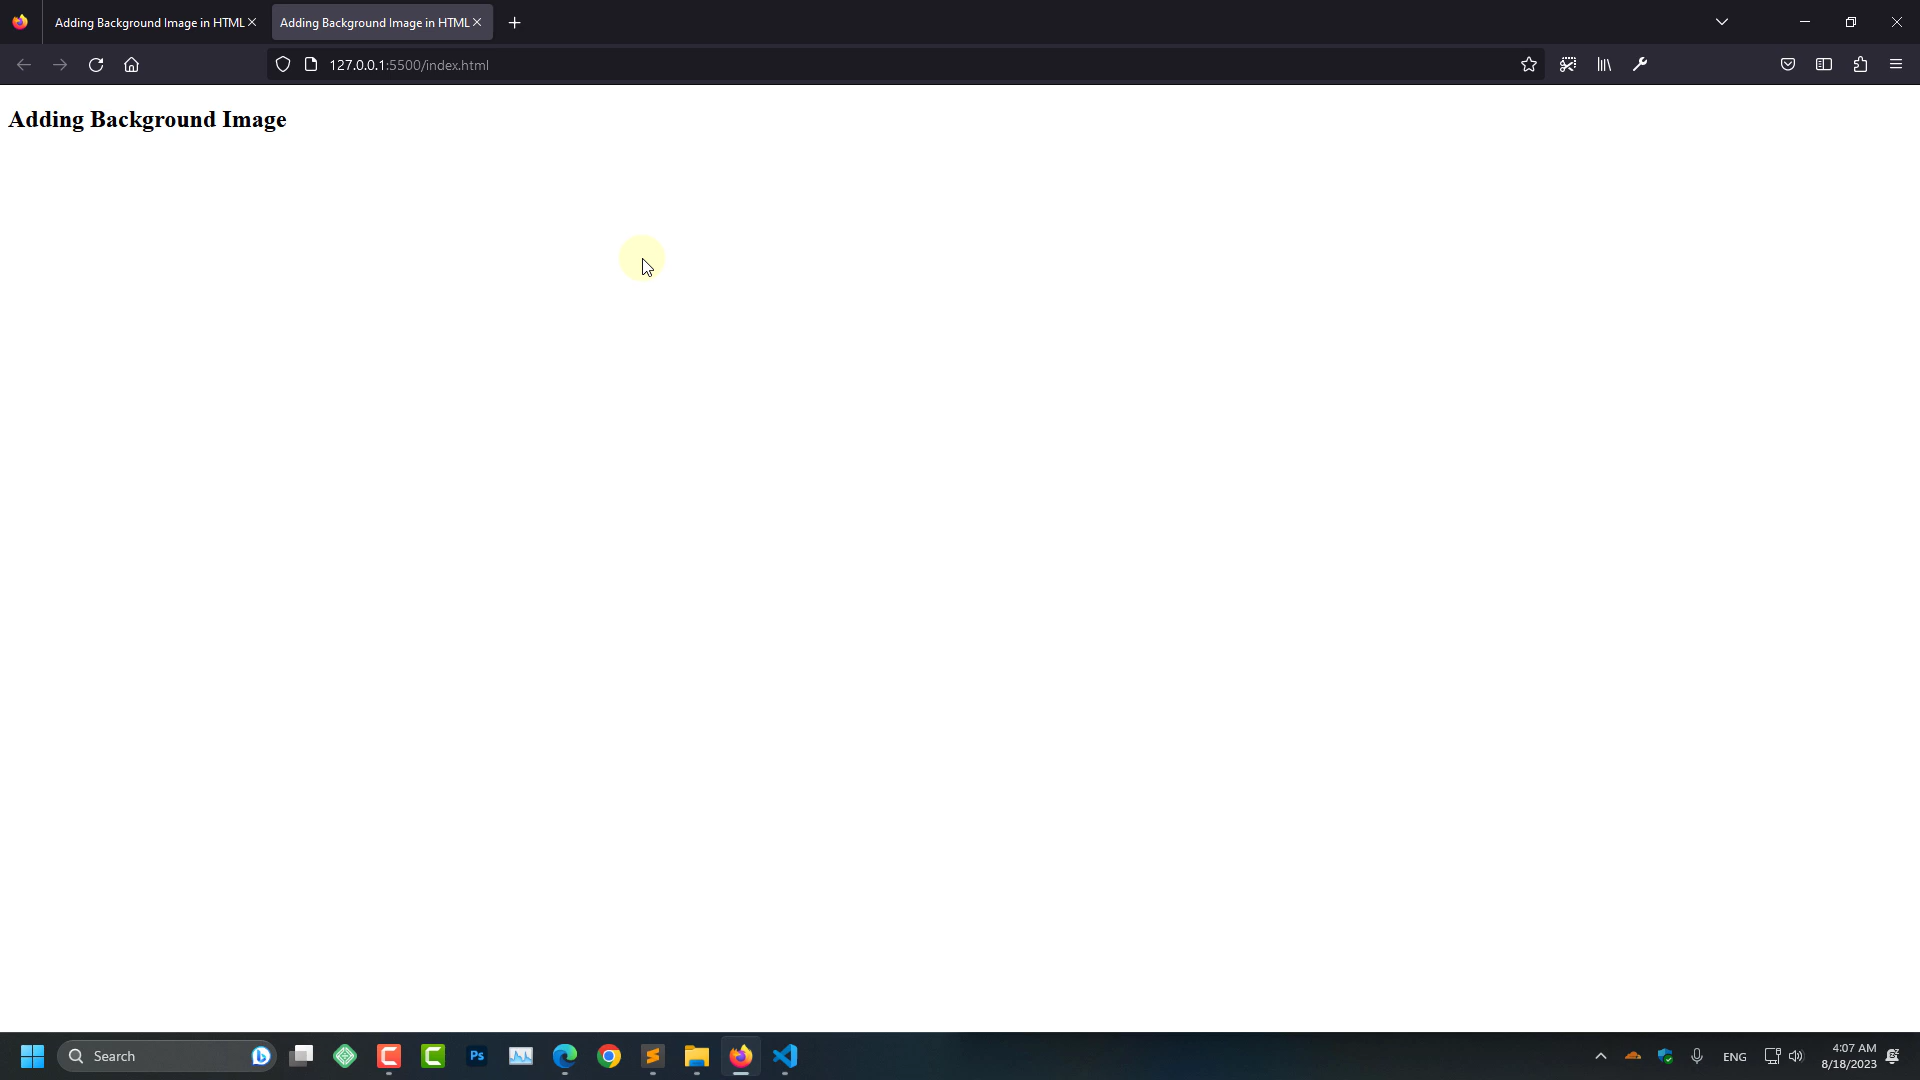 Adding Background Image in HTML
Adding Background Image in HTML
127.0.0.1:5500/index.html
Adding Background Image
Search
Ps
ENG
4:07 AM
8/18/2023